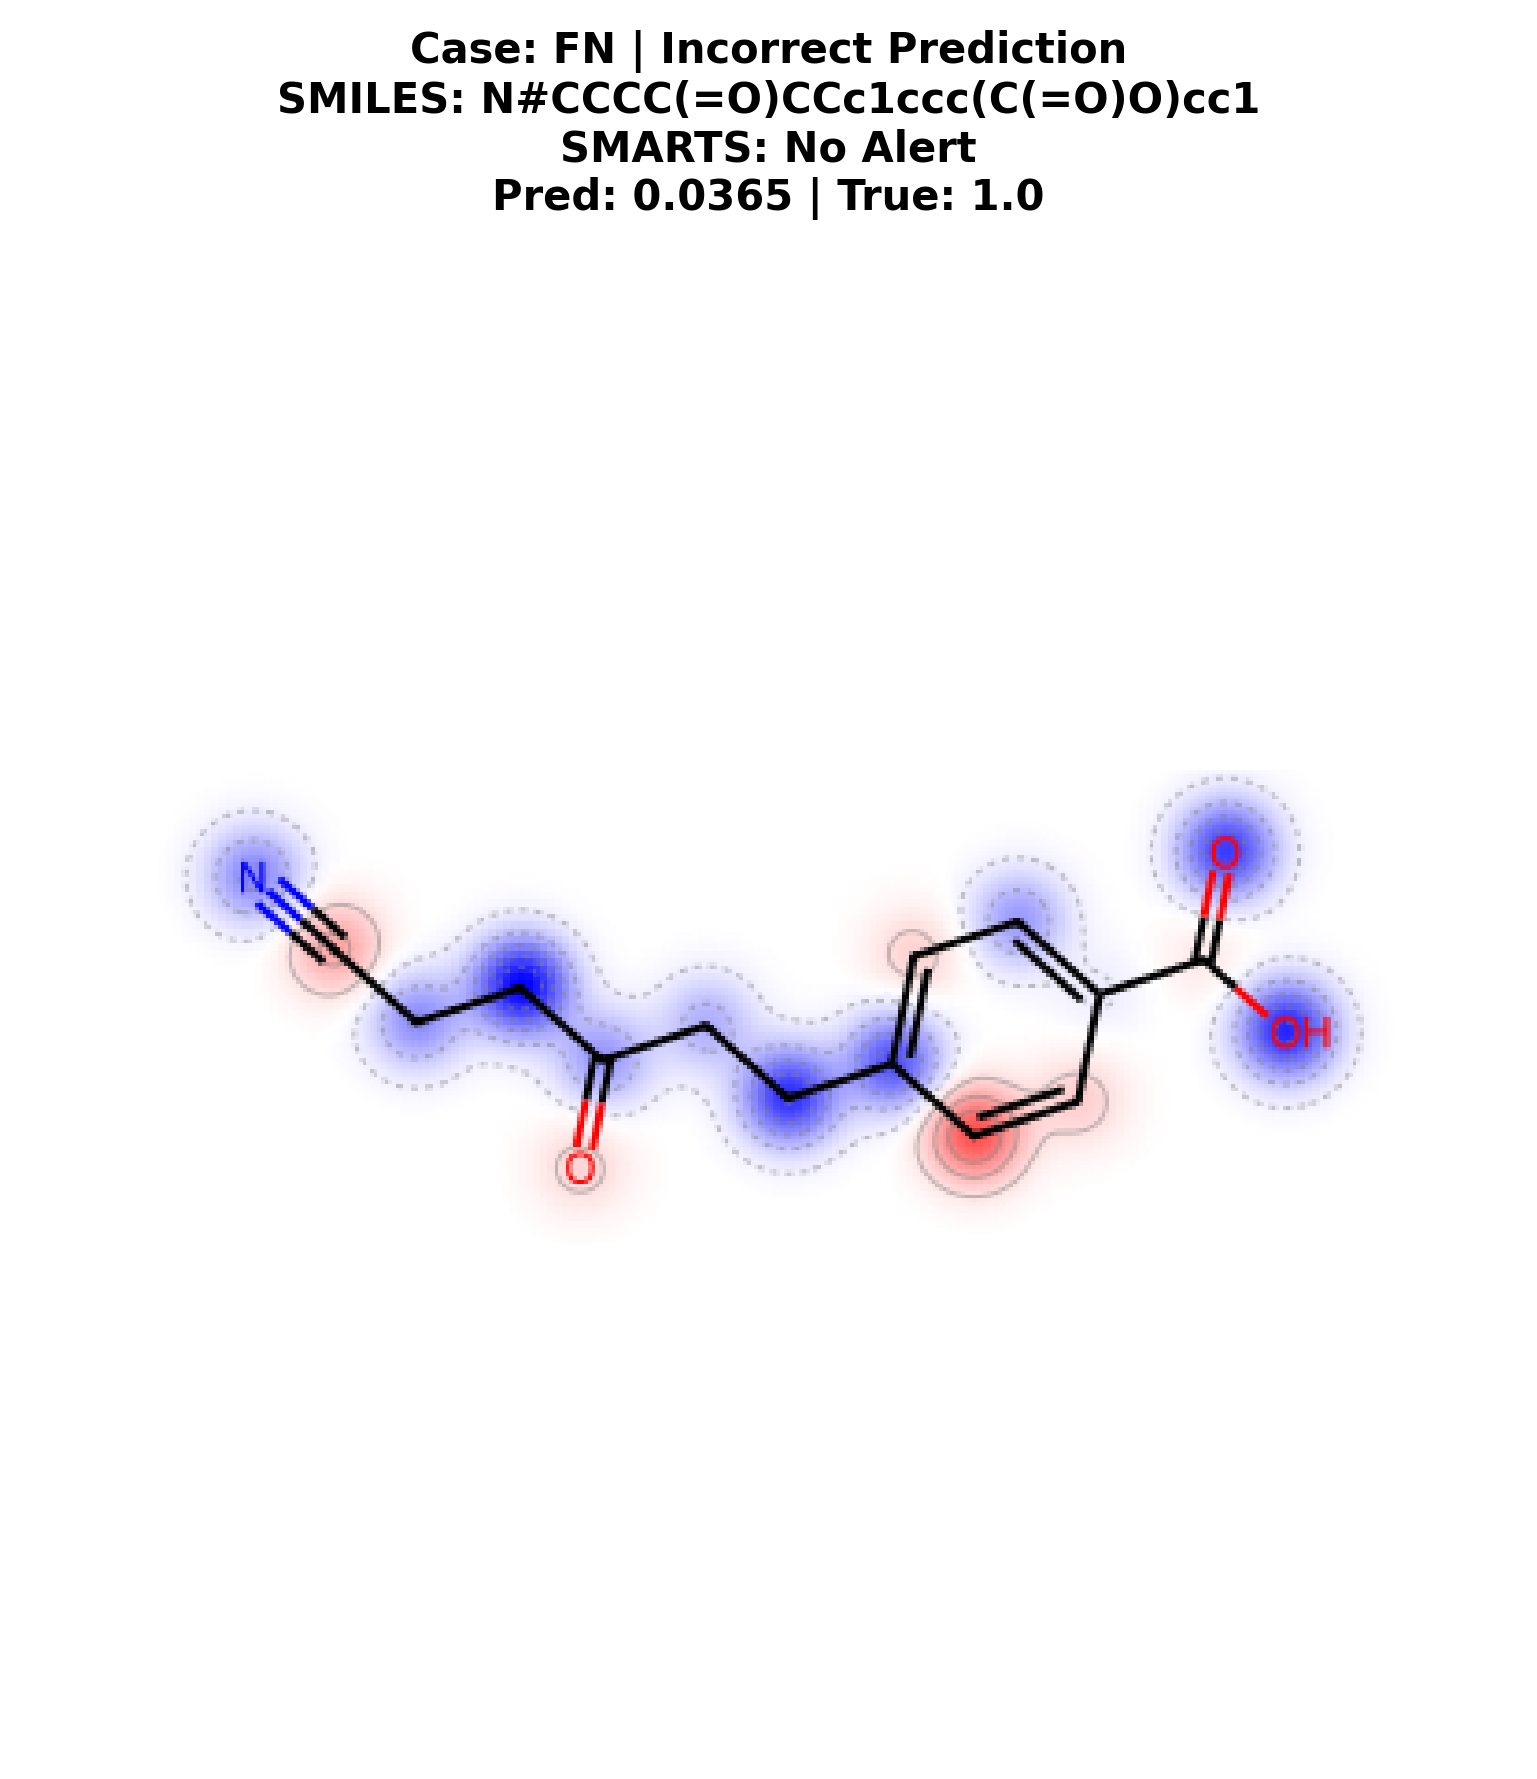 Case: FN | Incorrect Prediction
SMILES: N#CCCC(=O)CCc1ccc(C(=O)O)cc1
SMARTS: No Alert
Pred: 0.0365 | True: 1.0
O
N
OH
O